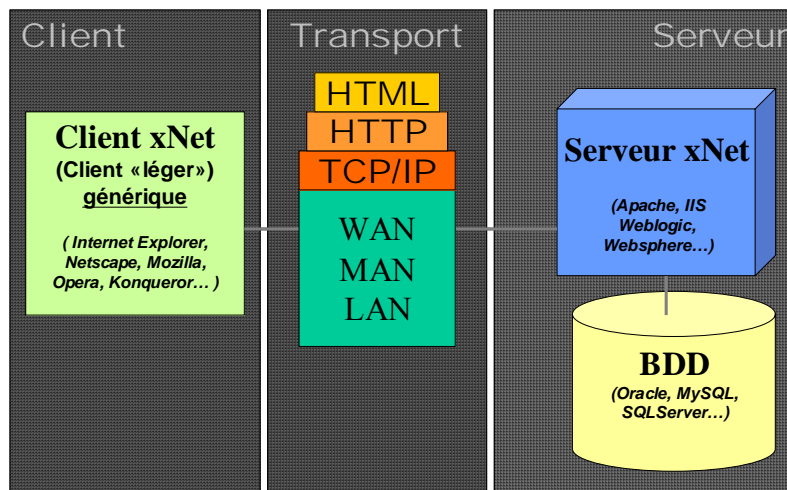 Client
Transport
Serveur
HTML
HTTP
TCP/IP
WAN
MAN
LAN
Client xNet
(Client «léger»)
générique
( Internet Explorer,
Netscape, Mozilla,
Opera, Konqueror... )
Serveur xNet
(Apache, IIS
Weblogic,
Websphere...)
BDD
(Oracle, MySQL,
SQLServer...)